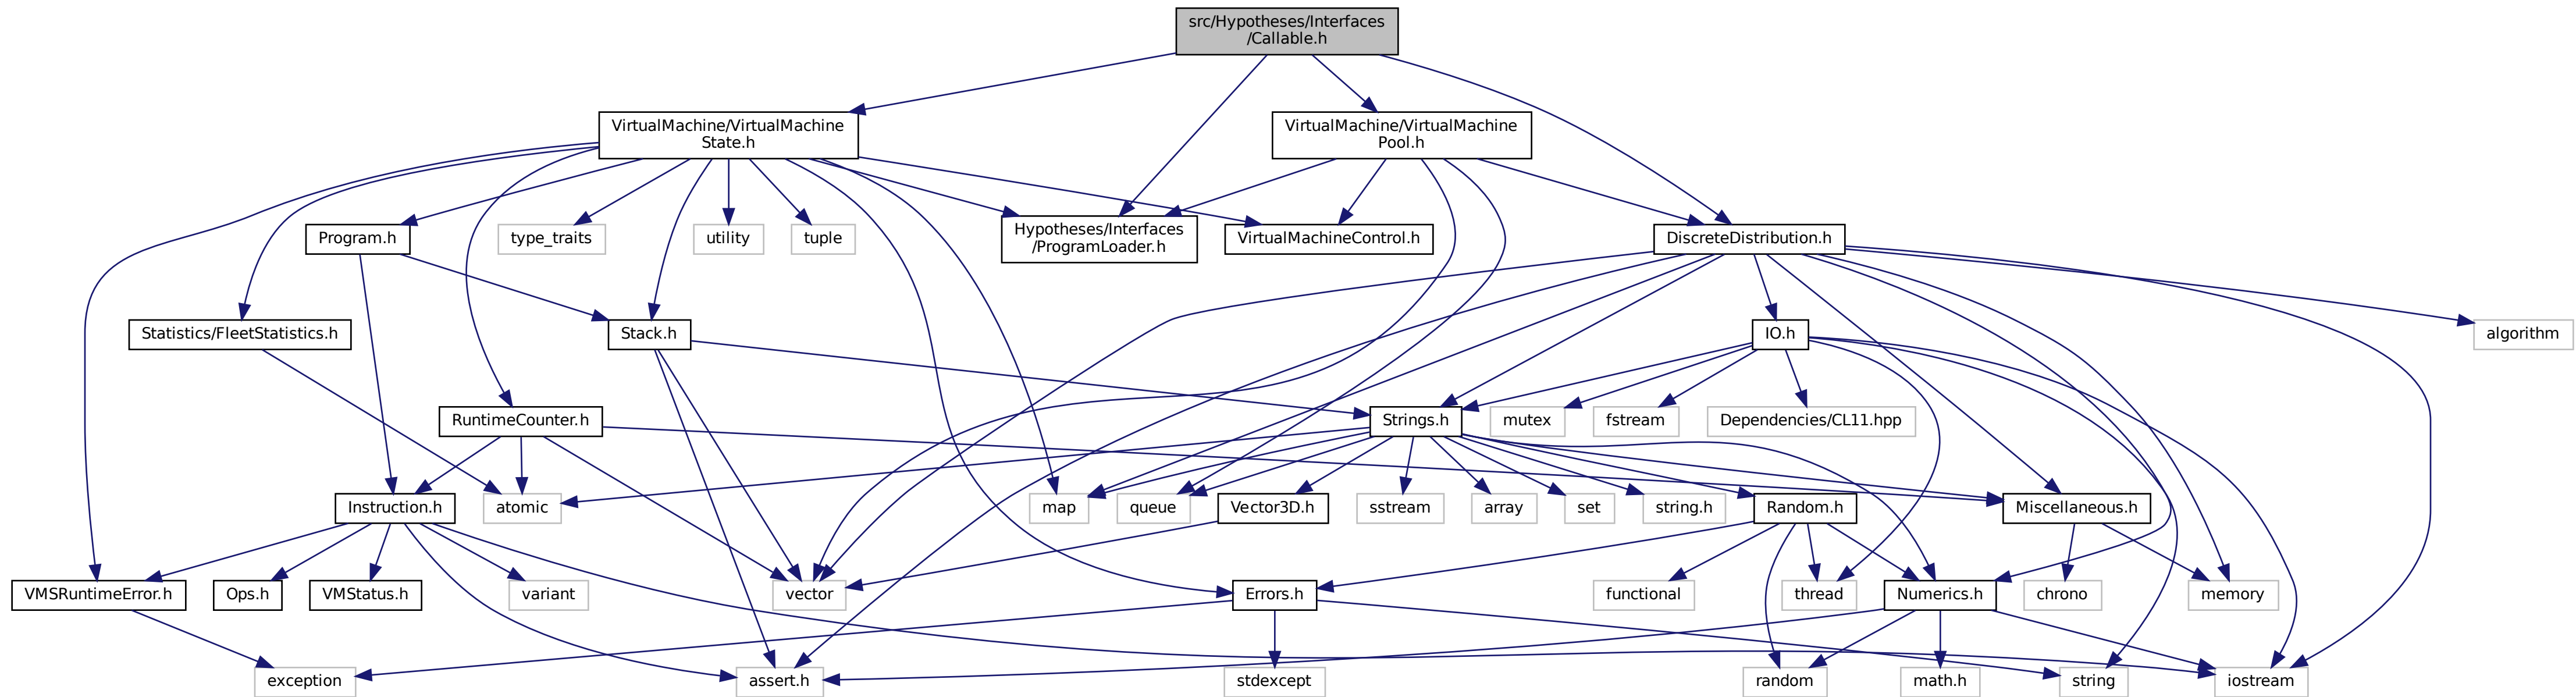 src/Hypotheses/Interfaces
/Callable.h
VirtualMachine/VirtualMachine
State.h
VirtualMachine/VirtualMachine
Pool.h
Program.h
type_traits
utility
tuple
Hypotheses/Interfaces
/ProgramLoader.h
VirtualMachineControl.h
DiscreteDistribution.h
Statistics/FleetStatistics.h
Stack.h
IO.h
algorithm
RuntimeCounter.h
Strings.h
mutex
fstream
Dependencies/CL11.hpp
Instruction.h
atomic
map
queue
Vector3D.h
sstream
array
set
string.h
Random.h
Miscellaneous.h
VMSRuntimeError.h
Ops.h
VMStatus.h
variant
vector
Errors.h
functional
thread
Numerics.h
chrono
memory
exception
assert.h
stdexcept
random
math.h
string
iostream